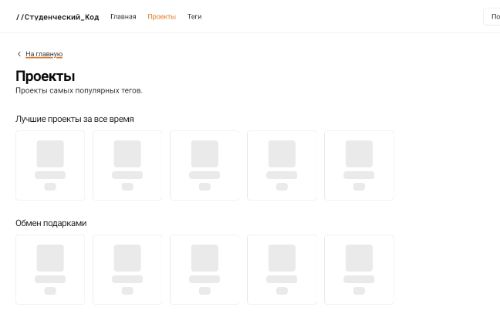 //Студенческий_Код Главная Проекты Теги По
На главную
Проекты
Проекты самых популярных тегов.
Лучшие проекты за все время
Обмен подарками